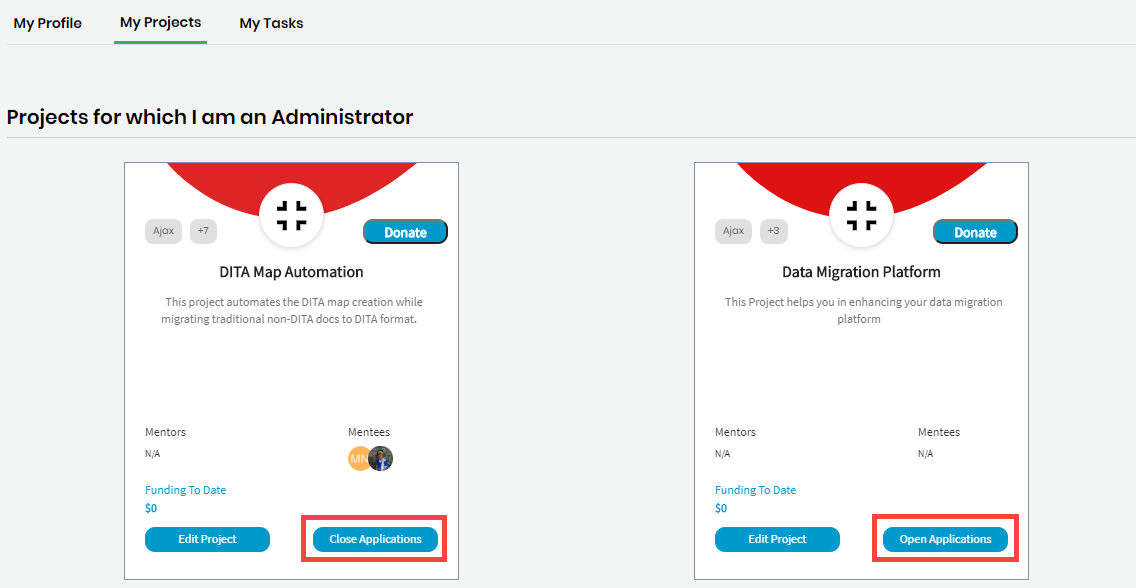 My Profile
My Projects
My Tasks
Projects for which I am an Administrator
Ajax
+7
Donate
DITA Map Automation
This project automates the DITA map creation while
migrating traditional non-DITA docs to DITA format.
Mentors
Mentees
N/A
MN
Funding To Date
$0
Edit Project
Close Applications
Ajax
+3
Donate
Data Migration Platform
This Project helps you in enhancing your data migration
platform
Mentors
Mentees
N/A
N/A
Funding To Date
$0
Edit Project
Open Applications